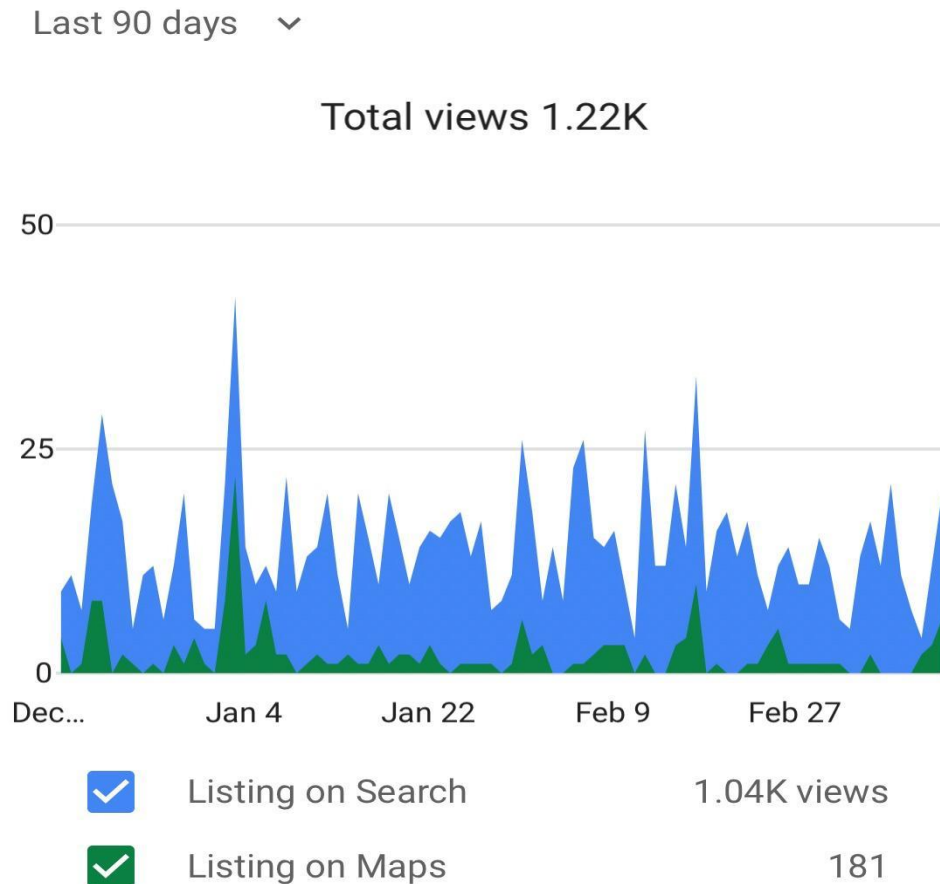 Last 90 days
Total views 1.22K
50
25
0
Dec... Jan 4 Jan 22 Feb 9 Feb 27
Listing on Search 1.04K views
Listing on Maps 181